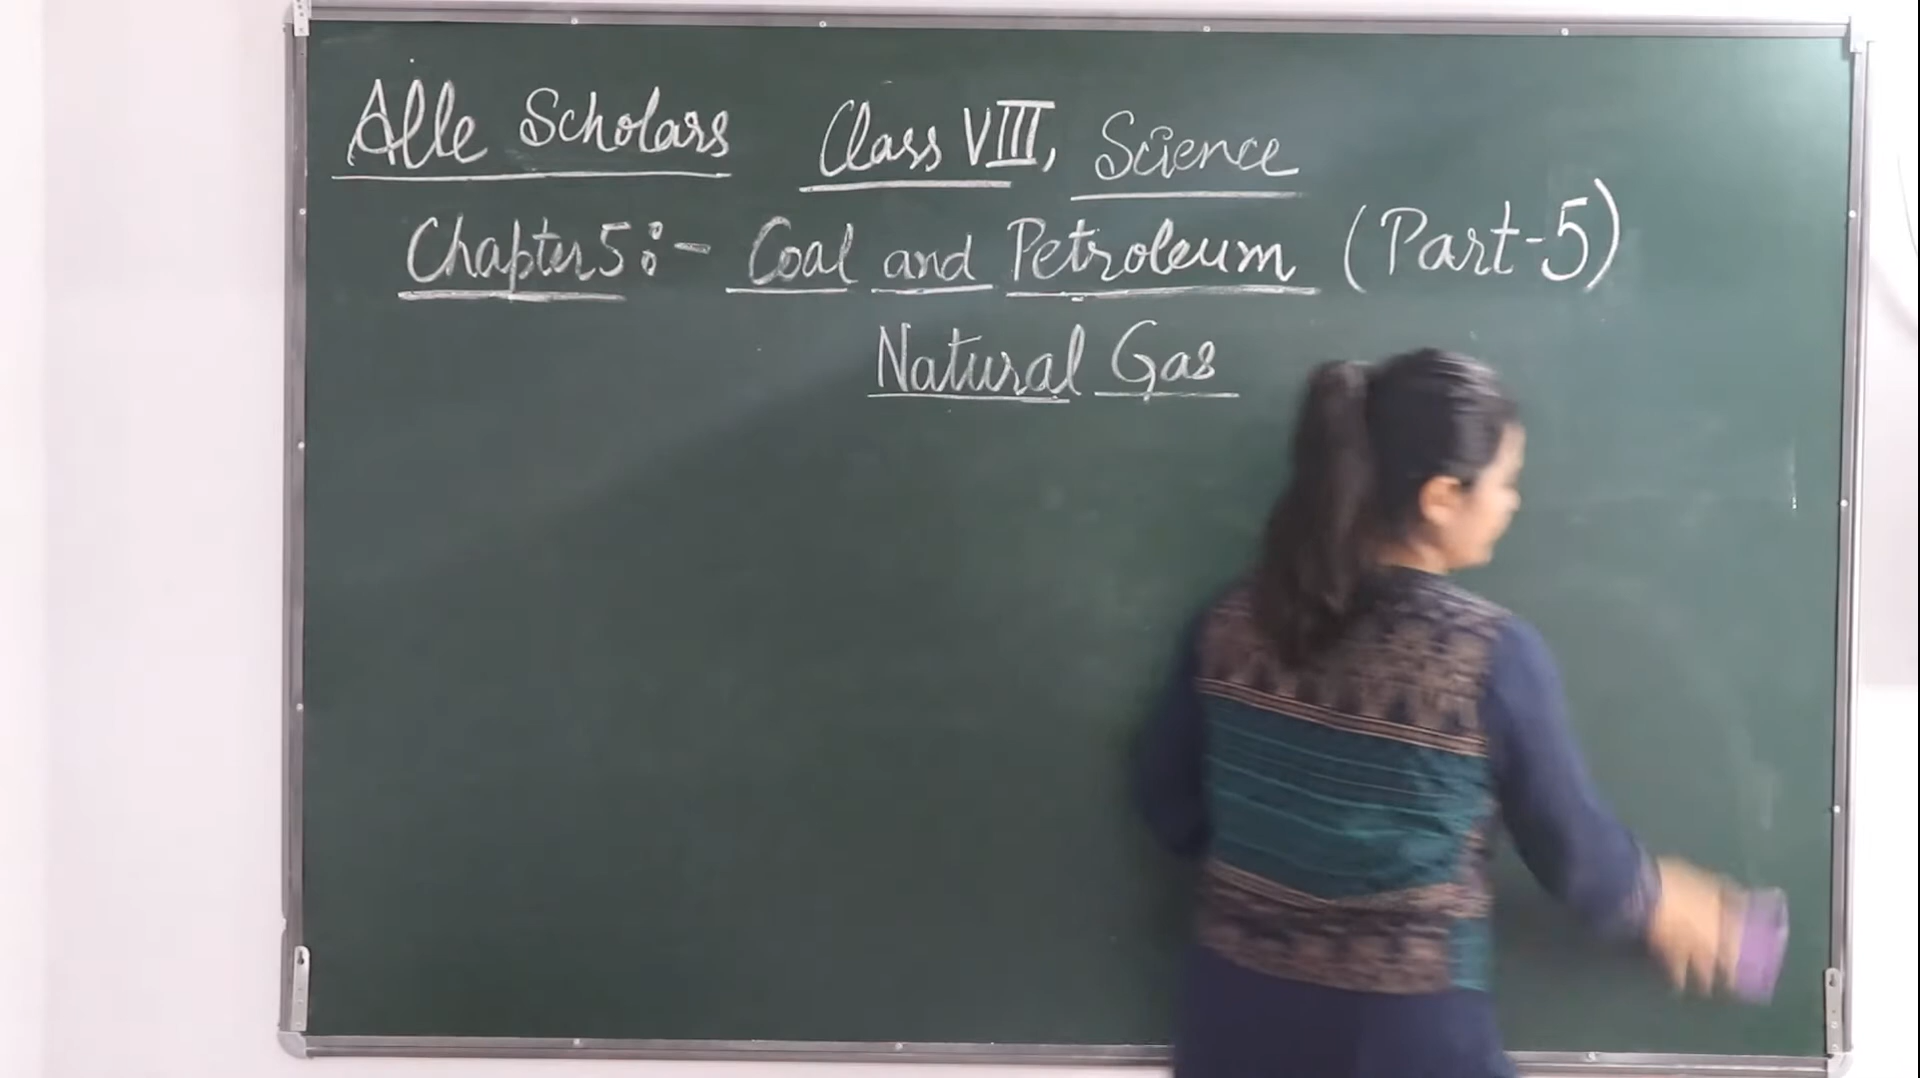 Alle Scholars Class VIII, Science
Chapter 5:- Coal and Petroleum (Part-5)
Natural Gas